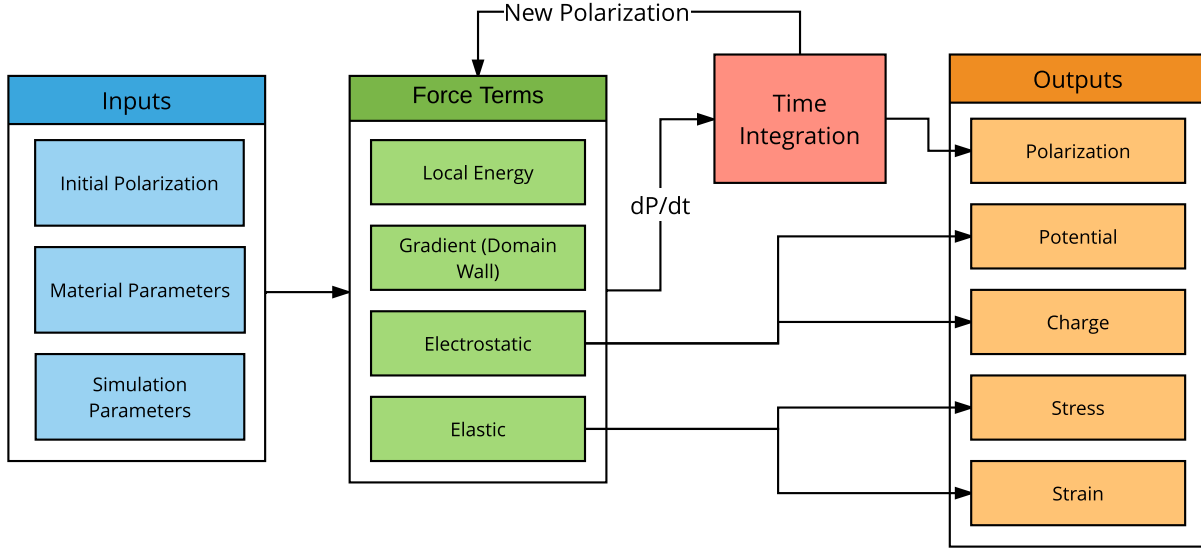 New Polarization
Inputs
Initial Polarization
Material Parameters
Simulation
Parameters
Force Terms
Local Energy
Gradient (Domain
Wall)
Electrostatic
Elastic
dP/dt
Time
Integration
Outputs
Polarization
Potential
Charge
Stress
Strain